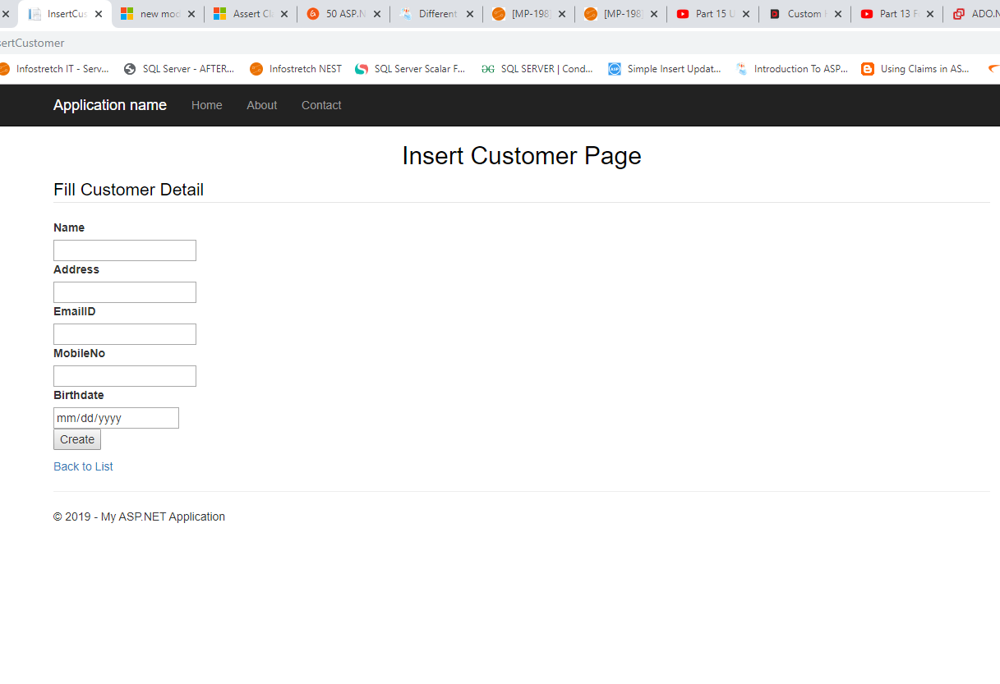 InsertCus new mod Assert Cl 50 ASP.N Different [MP-198] [MP-198] Part 15 U Custom Part 13 F ADO.N
sertCustomer
Infostretch IT - Serv... SQL Server - AFTER... Infostretch NEST SQL Server Scalar F... SQL SERVER | Cond... Simple Insert Updat... Introduction To ASP... Using Claims in AS...
Application name Home About Contact
Insert Customer Page
Fill Customer Detail
Name
Address
EmailID
MobileNo
Birthdate
mm/dd/yyyy
Create
Back to List
© 2019 - My ASP.NET Application